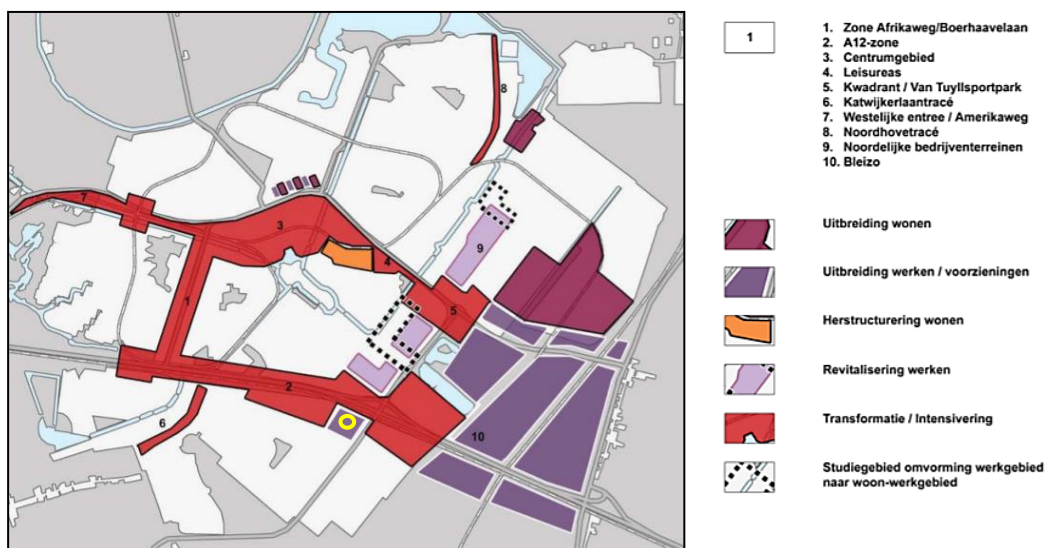 1
1. Zone Afrikaweg/Boerhaavelaan
2. A12-zone
3. Centrumgebied
4. Leisureas
5. Kwadrant / Van Tuyllsportpark
6. Katwijkerlaantracé
7. Westelijke entree / Amerikaweg
8. Noordhovetracé
9. Noordelijke bedrijventerreinen
10. Bleizo
Uitbreiding wonen
Uitbreiding werken / voorzieningen
Herstructurering wonen
Revitalisering werken
Transformatie / Intensivering
Studiegebied omvorming werkgebied
naar woon-werkgebied
8
7
3
9
4
1
5
2
6
10